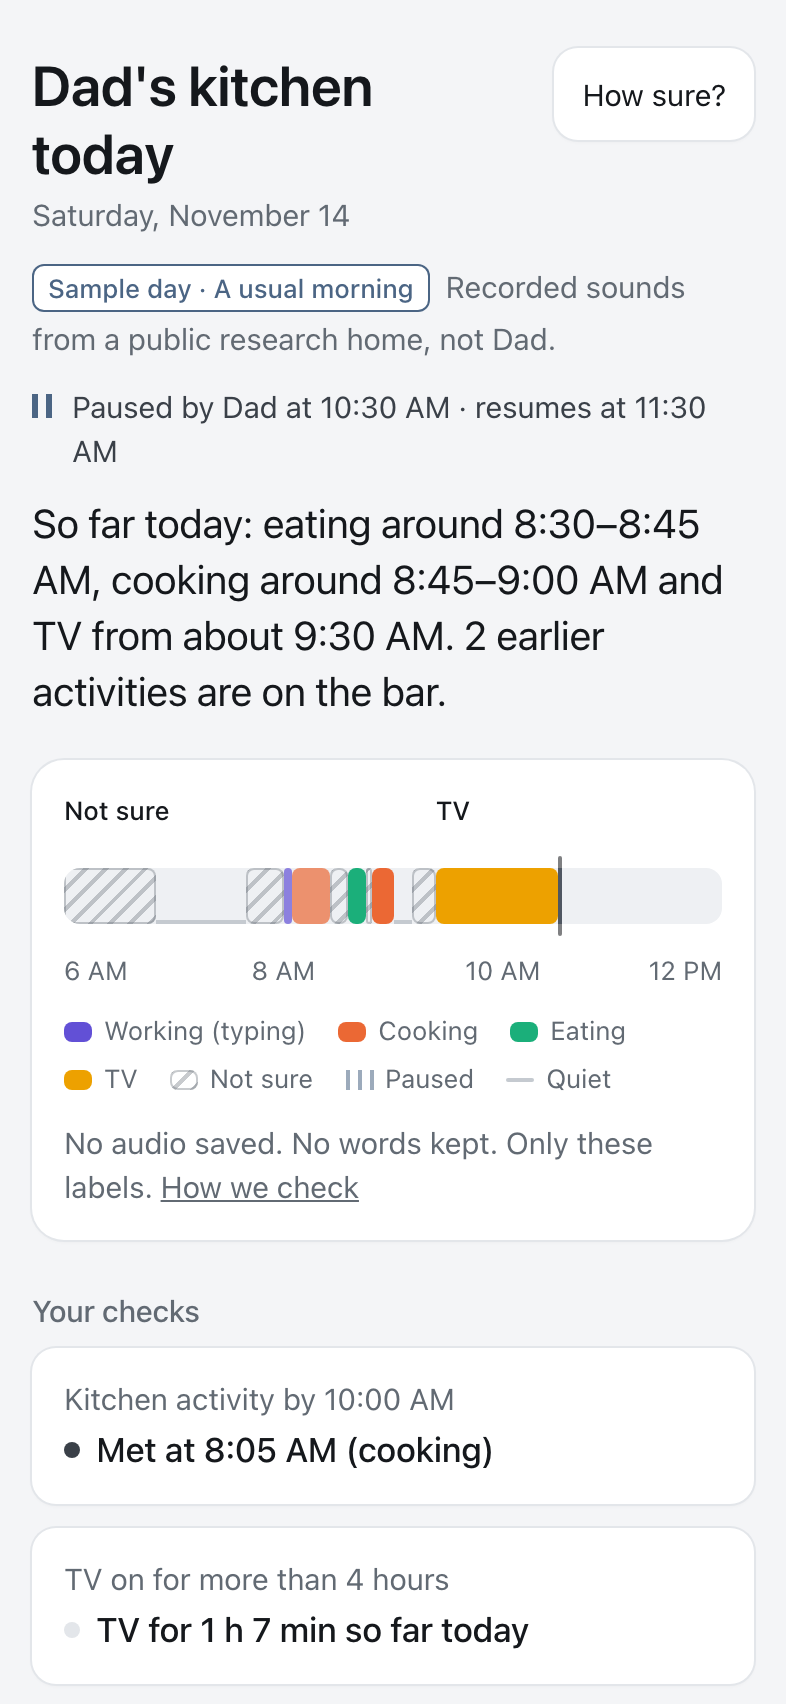 Dad's kitchen
today
How sure?
Saturday, November 14
Sample day · A usual morning Recorded sounds
from a public research home, not Dad.
Paused by Dad at 10:30 AM · resumes at 11:30
AM
So far today: eating around 8:30–8:45
AM, cooking around 8:45–9:00 AM and
TV from about 9:30 AM. 2 earlier
activities are on the bar.
Not sure TV
6 AM 8 AM 10 AM 12 PM
Working (typing) Cooking Eating
TV Not sure Paused Quiet
No audio saved. No words kept. Only these
labels. How we check
Your checks
Kitchen activity by 10:00 AM
Met at 8:05 AM (cooking)
TV on for more than 4 hours
TV for 1 h 7 min so far today